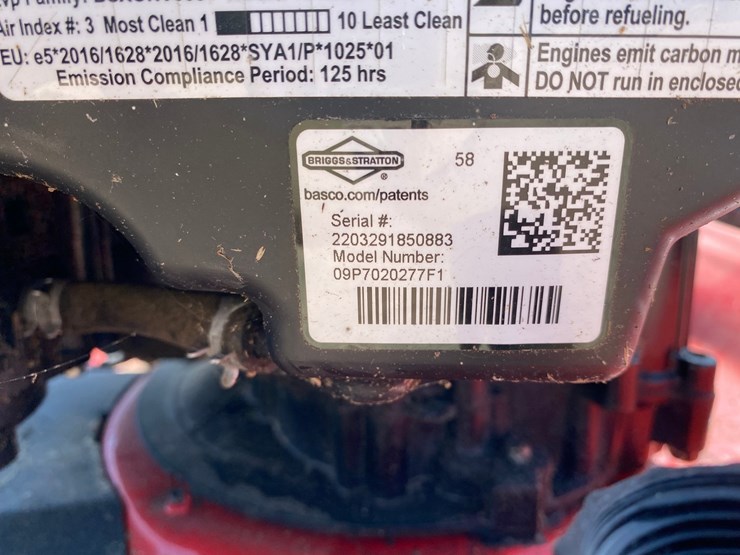 Air Index #: 3 Most Clean 1 10 Least Clean
EU: e5*2016/1628*2016/1628*SYA1/P*1025*01
Emission Compliance Period: 125 hrs
before refueling.
Engines emit carbon m
DO NOT run in enclosed
BRIGGS&STRATTON
®
58
basco.com/patents
Serial #:
2203291850883
Model Number:
09P7020277F1